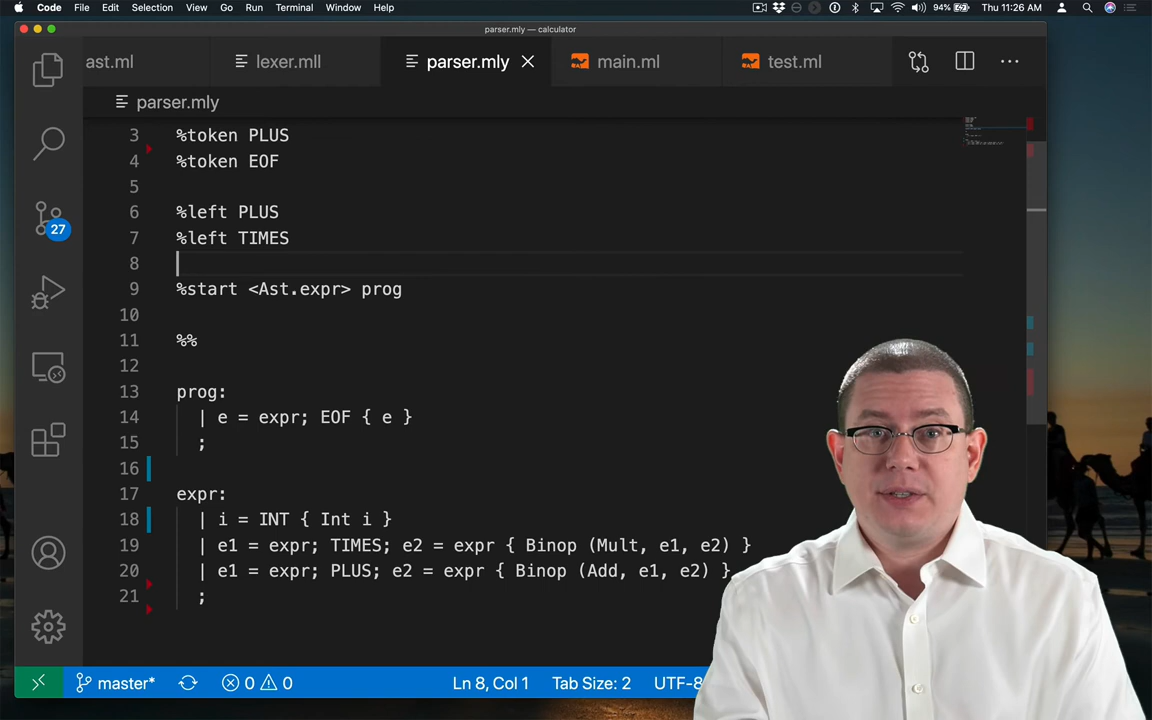 Code File Edit Selection View Go Run Terminal Window Help 94% Thu 11:26 AM
parser.mly — calculator
ast.ml lexer.mll parser.mly main.ml test.ml
parser.mly
3 %token PLUS
4 %token EOF
5
6 %left PLUS
7 %left TIMES
8
9 %start <Ast.expr> prog
10
11 %%
12
13 prog:
14 | e = expr; EOF { e }
15 ;
16
17 expr:
18 | i = INT { Int i }
19 | e1 = expr; TIMES; e2 = expr { Binop (Mult, e1, e2) }
20 | e1 = expr; PLUS; e2 = expr { Binop (Add, e1, e2) }
21 ;
27
master* 0 0 Ln 8, Col 1 Tab Size: 2 UTF-8